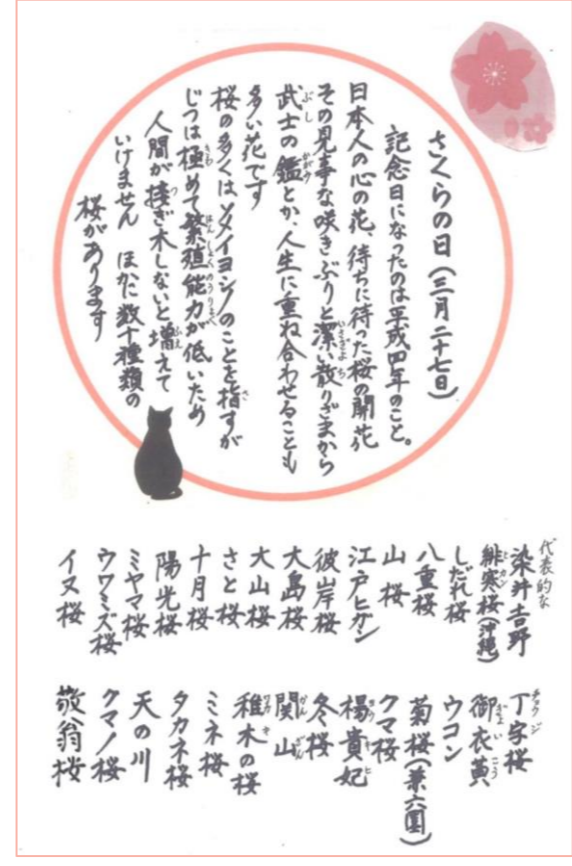 さくらの日(三月二十七日)
記念日になったのは平成四年のこと。
日本人の心の花、待ちに待った桜の開花
その見事な咲きぶりと潔い散りざまから
武士の鑑とか、人生に重ね合わせることも
多い花です
桜の多くはソメイヨシノのことを指すが
じつは極めて繁殖能力が低いため
人間が接ぎ木しないと増えて
いけません ほかに数十種類の
桜があります
代表的な
染井吉野
緋寒桜(沖縄)
しだれ桜
八重桜
山桜
江戸ヒガン
彼岸桜
大島桜
大山桜
さと桜
十月桜
陽光桜
ミヤマ桜
ウワミズ桜
イヌ桜
丁字桜
御衣黄
ウコン
菊桜(兼六園)
クマ桜
楊貴妃
冬桜
関山
稚木の桜
ミネ桜
タカネ桜
天の川
クマノ桜
敬翁桜